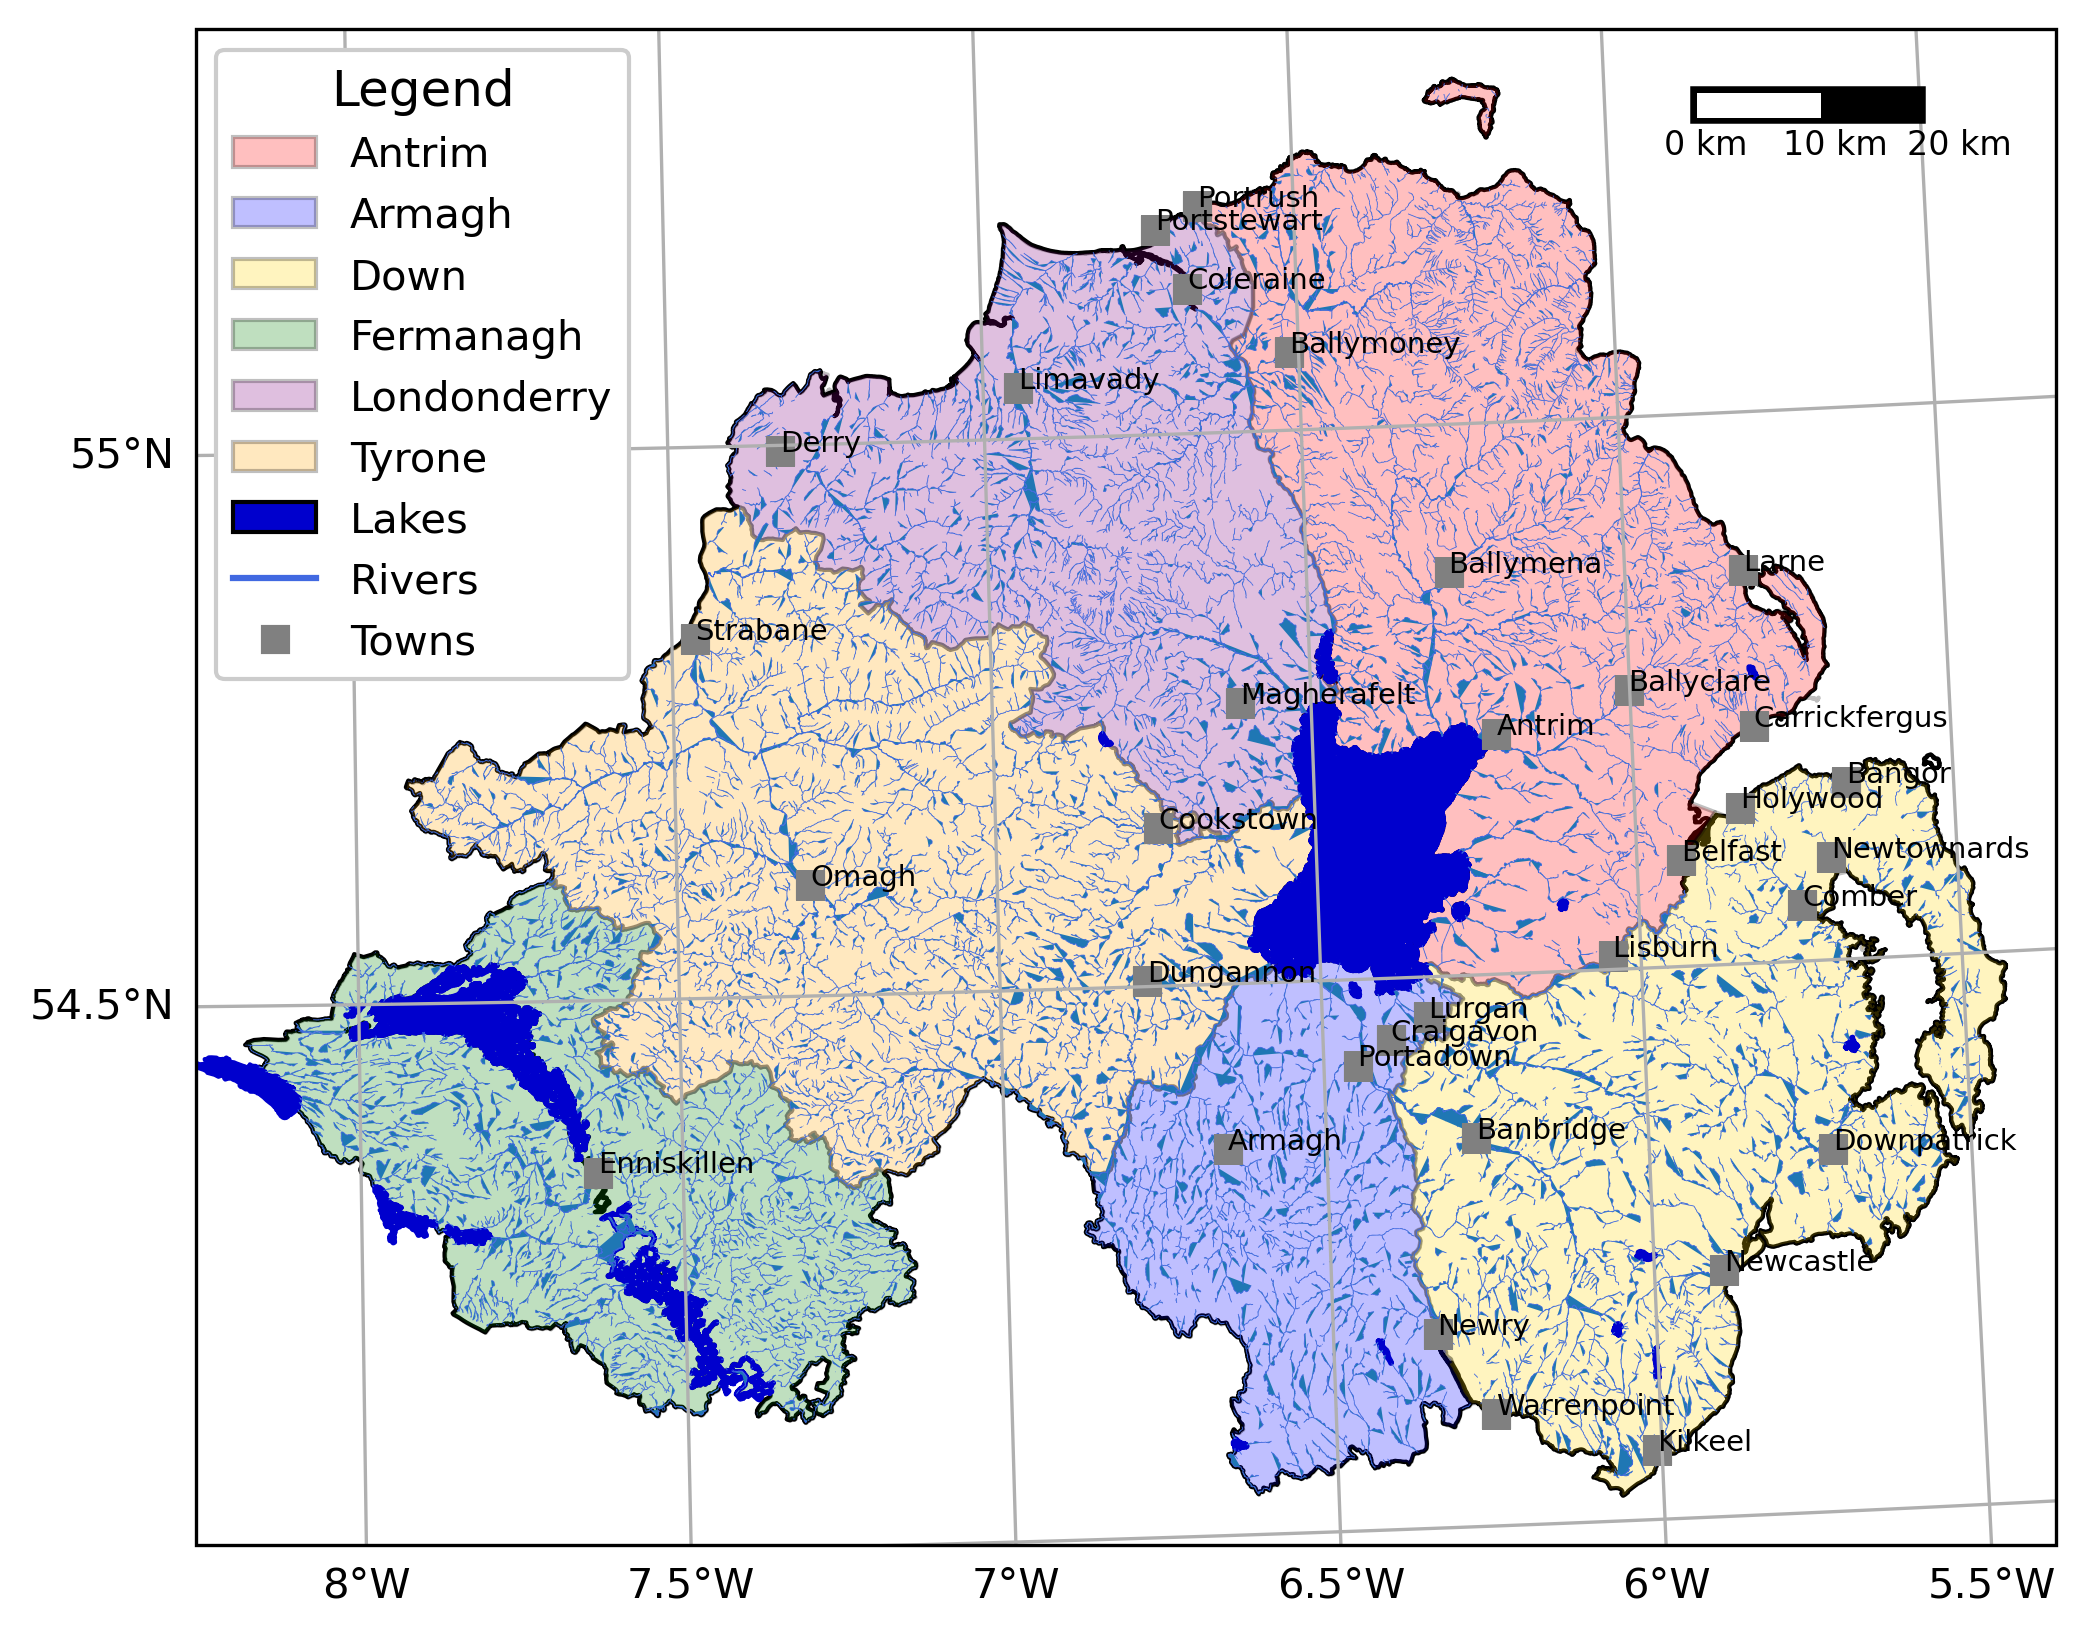 Legend
Antrim
Armagh
Down
Fermanagh
Londonderry
Tyrone
Lakes
Rivers
Towns
0 km 10 km 20 km
Portrush
Portstewart
Coleraine
Ballymoney
Limavady
Derry
55°N
Ballymena
Larne
Strabane
Ballyclare
Magherafelt
Carrickfergus
Antrim
Bangor
Holywood
Cookstown
Belfast
Newtownards
Omagh
Comber
Lisburn
Dungannon
54.5°N
Lurgan
Craigavon
Portadown
Banbridge
Armagh
Downpatrick
Enniskillen
Newcastle
Newry
Warrenpoint
Kilkeel
8°W 7.5°W 7°W 6.5°W 6°W 5.5°W